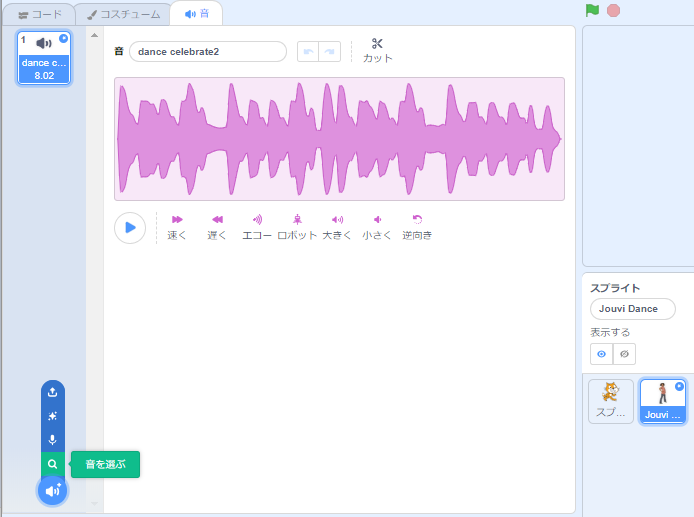 コード
コスチューム
音
1
dance c...
8.02
音
dance celebrate2
カット
速く
遅く
エコー
ロボット
大きく
小さく
逆向き
音を選ぶ
スプライト
Jouvi Dance
表示する
スプ...
Jouvi ...